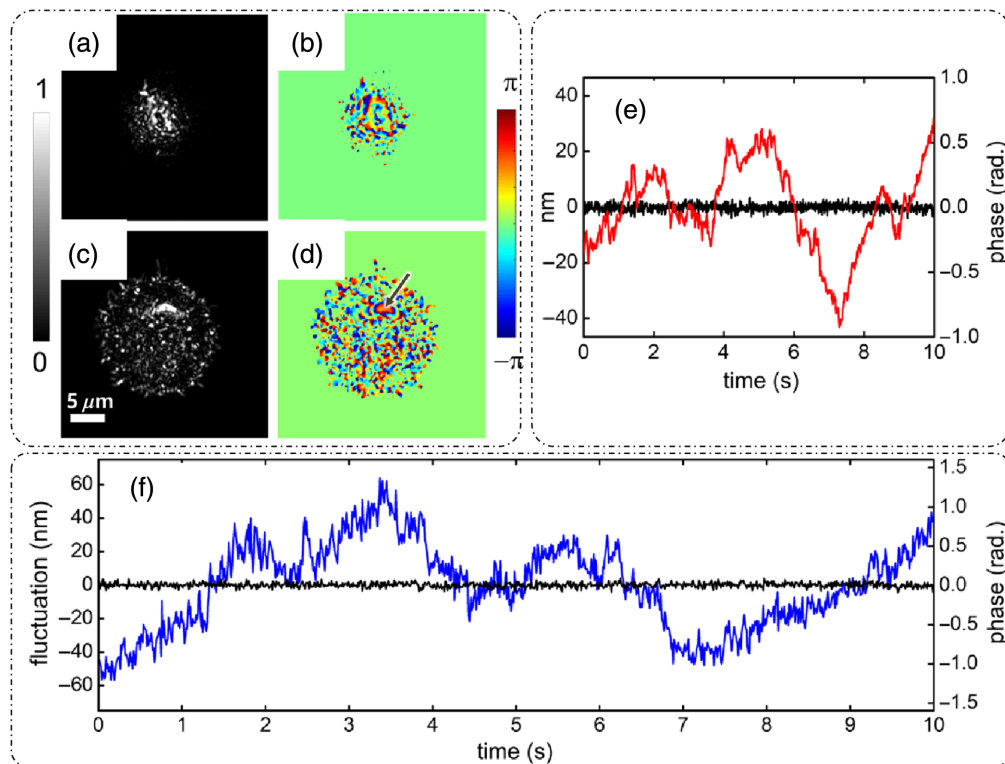 (a)
(b)
1
0
π
−π
(c)
(d)
5 μm
(e)
40
20
0
−20
−40
nm
1.0
0.5
0.0
−0.5
−1.0
phase (rad.)
0 2 4 6 8 10
time (s)
(f)
60
40
20
0
−20
−40
−60
fluctuation (nm)
1.5
1.0
0.5
0.0
−0.5
−1.0
−1.5
phase (rad.)
0 1 2 3 4 5 6 7 8 9 10
time (s)